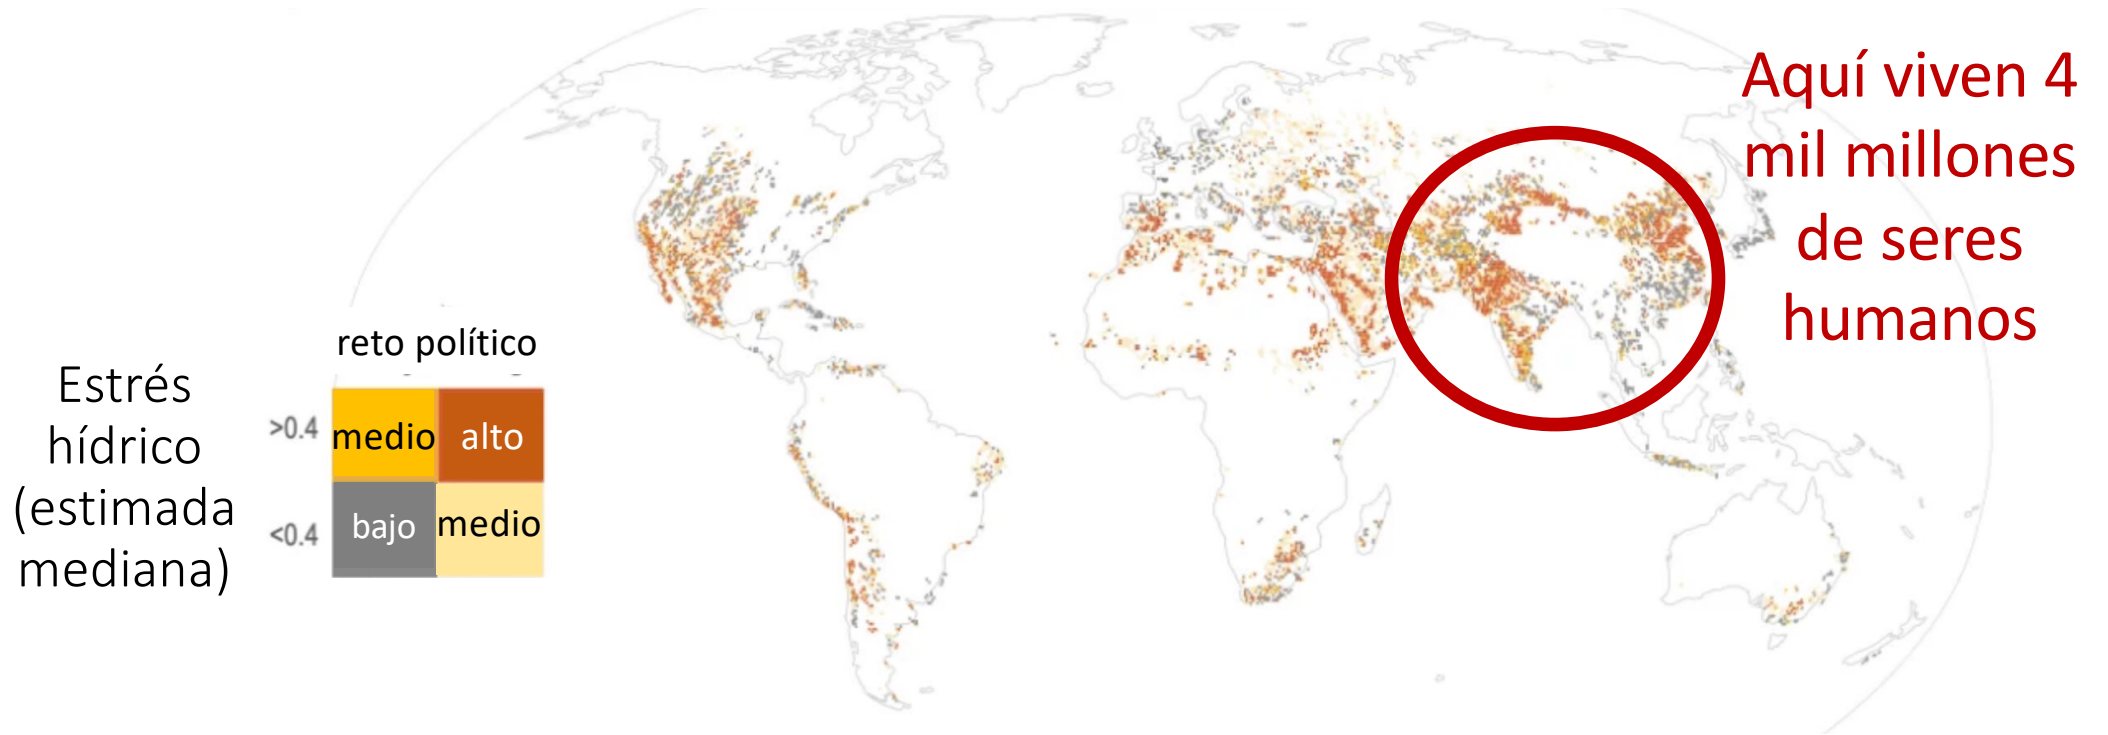 Aquí viven 4
mil millones
de seres
humanos
reto político
Estrés
hídrico
(estimada
mediana)
>0.4
medio
alto
<0.4
bajo
medio